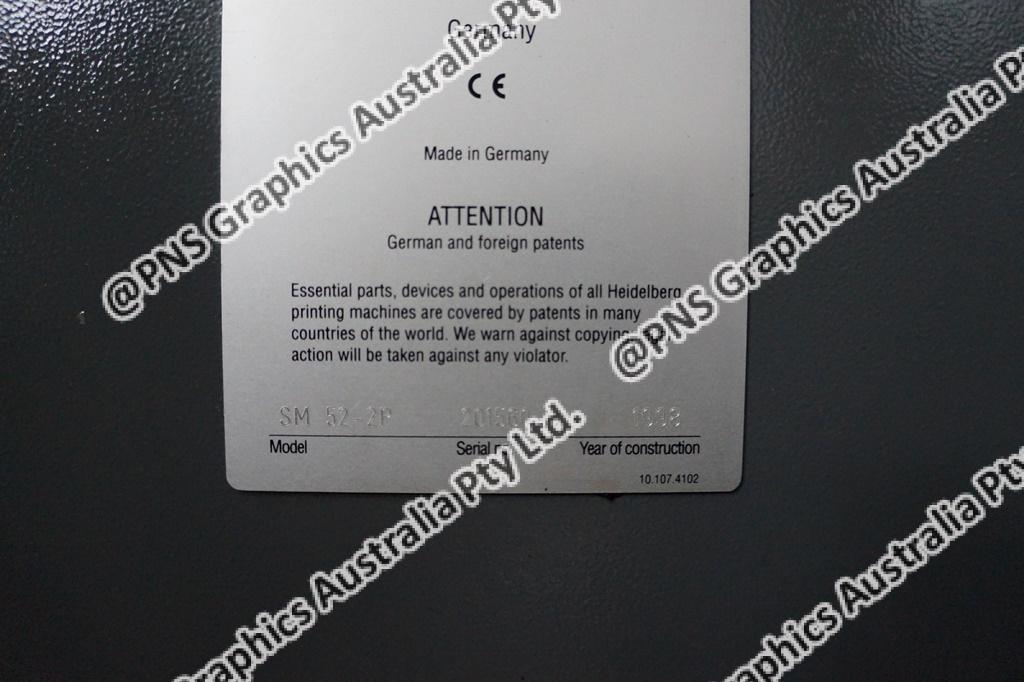 Germany
CE
Made in Germany
ATTENTION
German and foreign patents
Essential parts, devices and operations of all Heidelberg
printing machines are covered by patents in many
countries of the world. We warn against
action will be taken against any violator.
SM 52-2P
Model Serial Year of construction
10.107.4102
@PNS Graphics Australia Pty
@PNS Graphics Australia
Graphics Australia Pty Ltd.
Graphics Australia Pty